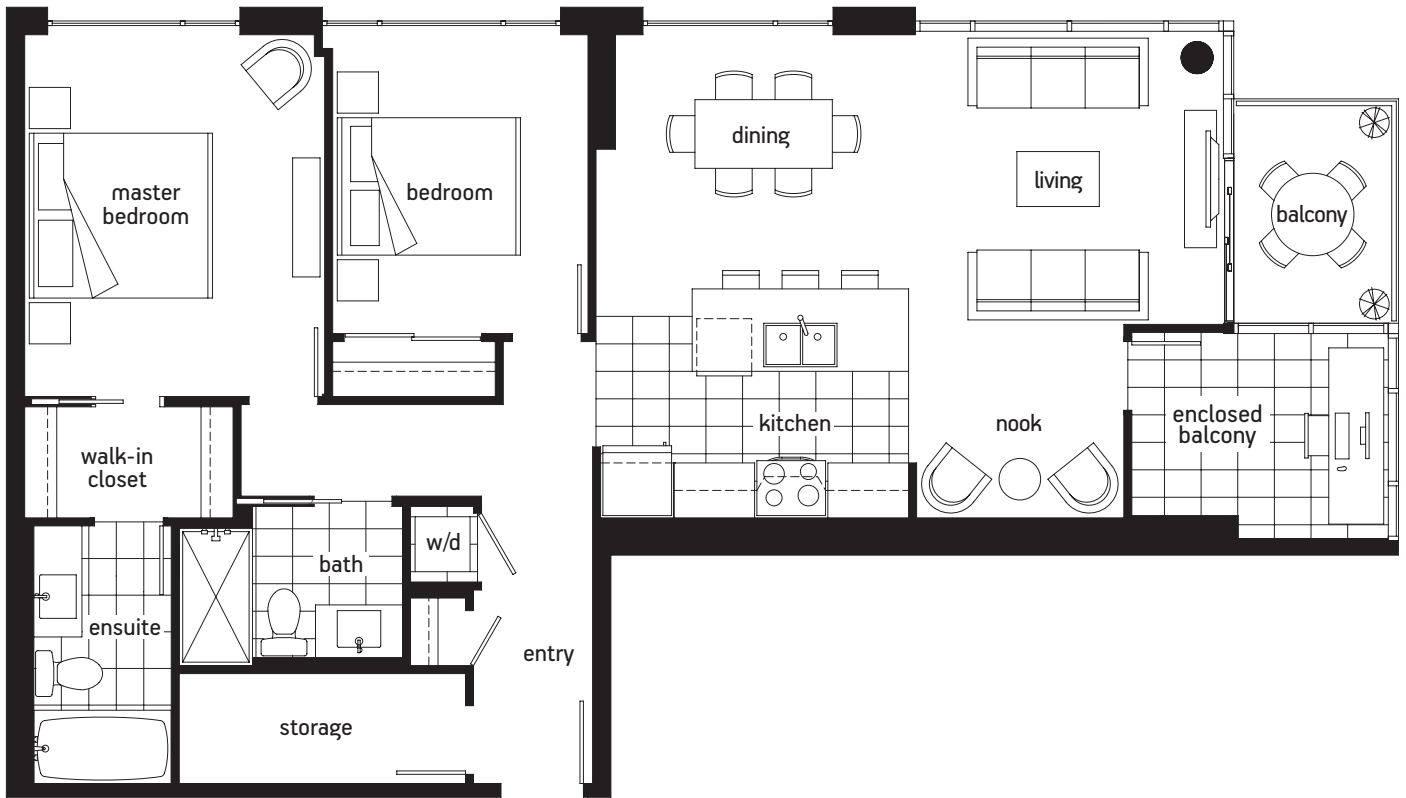 dining
living
master
bedroom
bedroom
balcony
kitchen
nook
enclosed
balcony
walk-in
closet
w/d
bath
ensuite
entry
storage